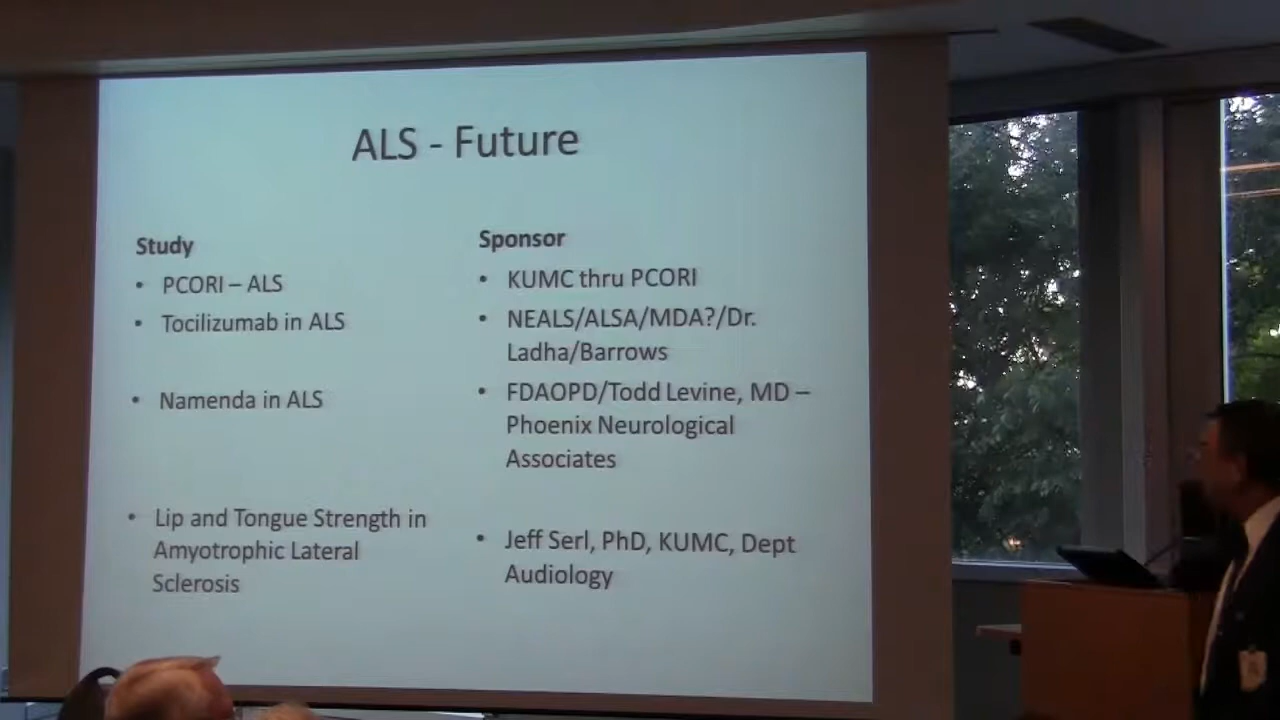 ALS - Future
Study
• PCORI – ALS
• Tocilizumab in ALS
• Namenda in ALS
• Lip and Tongue Strength in
Amyotrophic Lateral
Sclerosis
Sponsor
• KUMC thru PCORI
• NEALS/ALSA/MDA?/Dr.
Ladha/Barrows
• FDAOPD/Todd Levine, MD –
Phoenix Neurological
Associates
• Jeff Serl, PhD, KUMC, Dept
Audiology